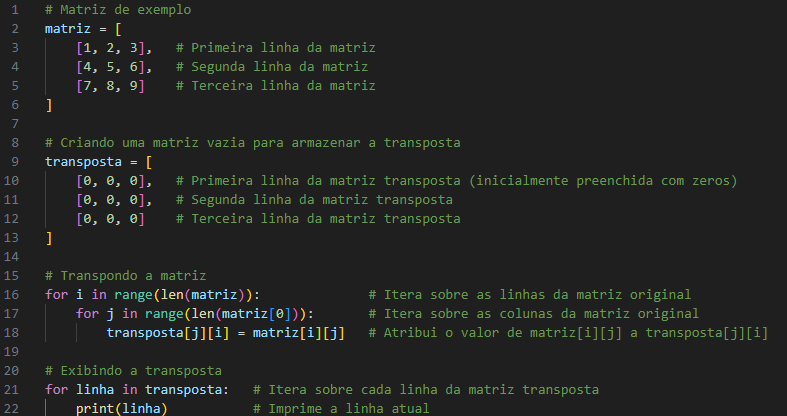 1 # Matriz de exemplo
2 matriz = [
3     [1, 2, 3],   # Primeira linha da matriz
4     [4, 5, 6],   # Segunda linha da matriz
5     [7, 8, 9]    # Terceira linha da matriz
6 ]
7
8 # Criando uma matriz vazia para armazenar a transposta
9 transposta = [
10     [0, 0, 0],   # Primeira linha da matriz transposta (inicialmente preenchida com zeros)
11     [0, 0, 0],   # Segunda linha da matriz transposta
12     [0, 0, 0]    # Terceira linha da matriz transposta
13 ]
14
15 # Transpondo a matriz
16 for i in range(len(matriz)):              # Itera sobre as linhas da matriz original
17     for j in range(len(matriz[0])):       # Itera sobre as colunas da matriz original
18         transposta[j][i] = matriz[i][j]   # Atribui o valor de matriz[i][j] a transposta[j][i]
19
20 # Exibindo a transposta
21 for linha in transposta:   # Itera sobre cada linha da matriz transposta
22     print(linha)           # Imprime a linha atual